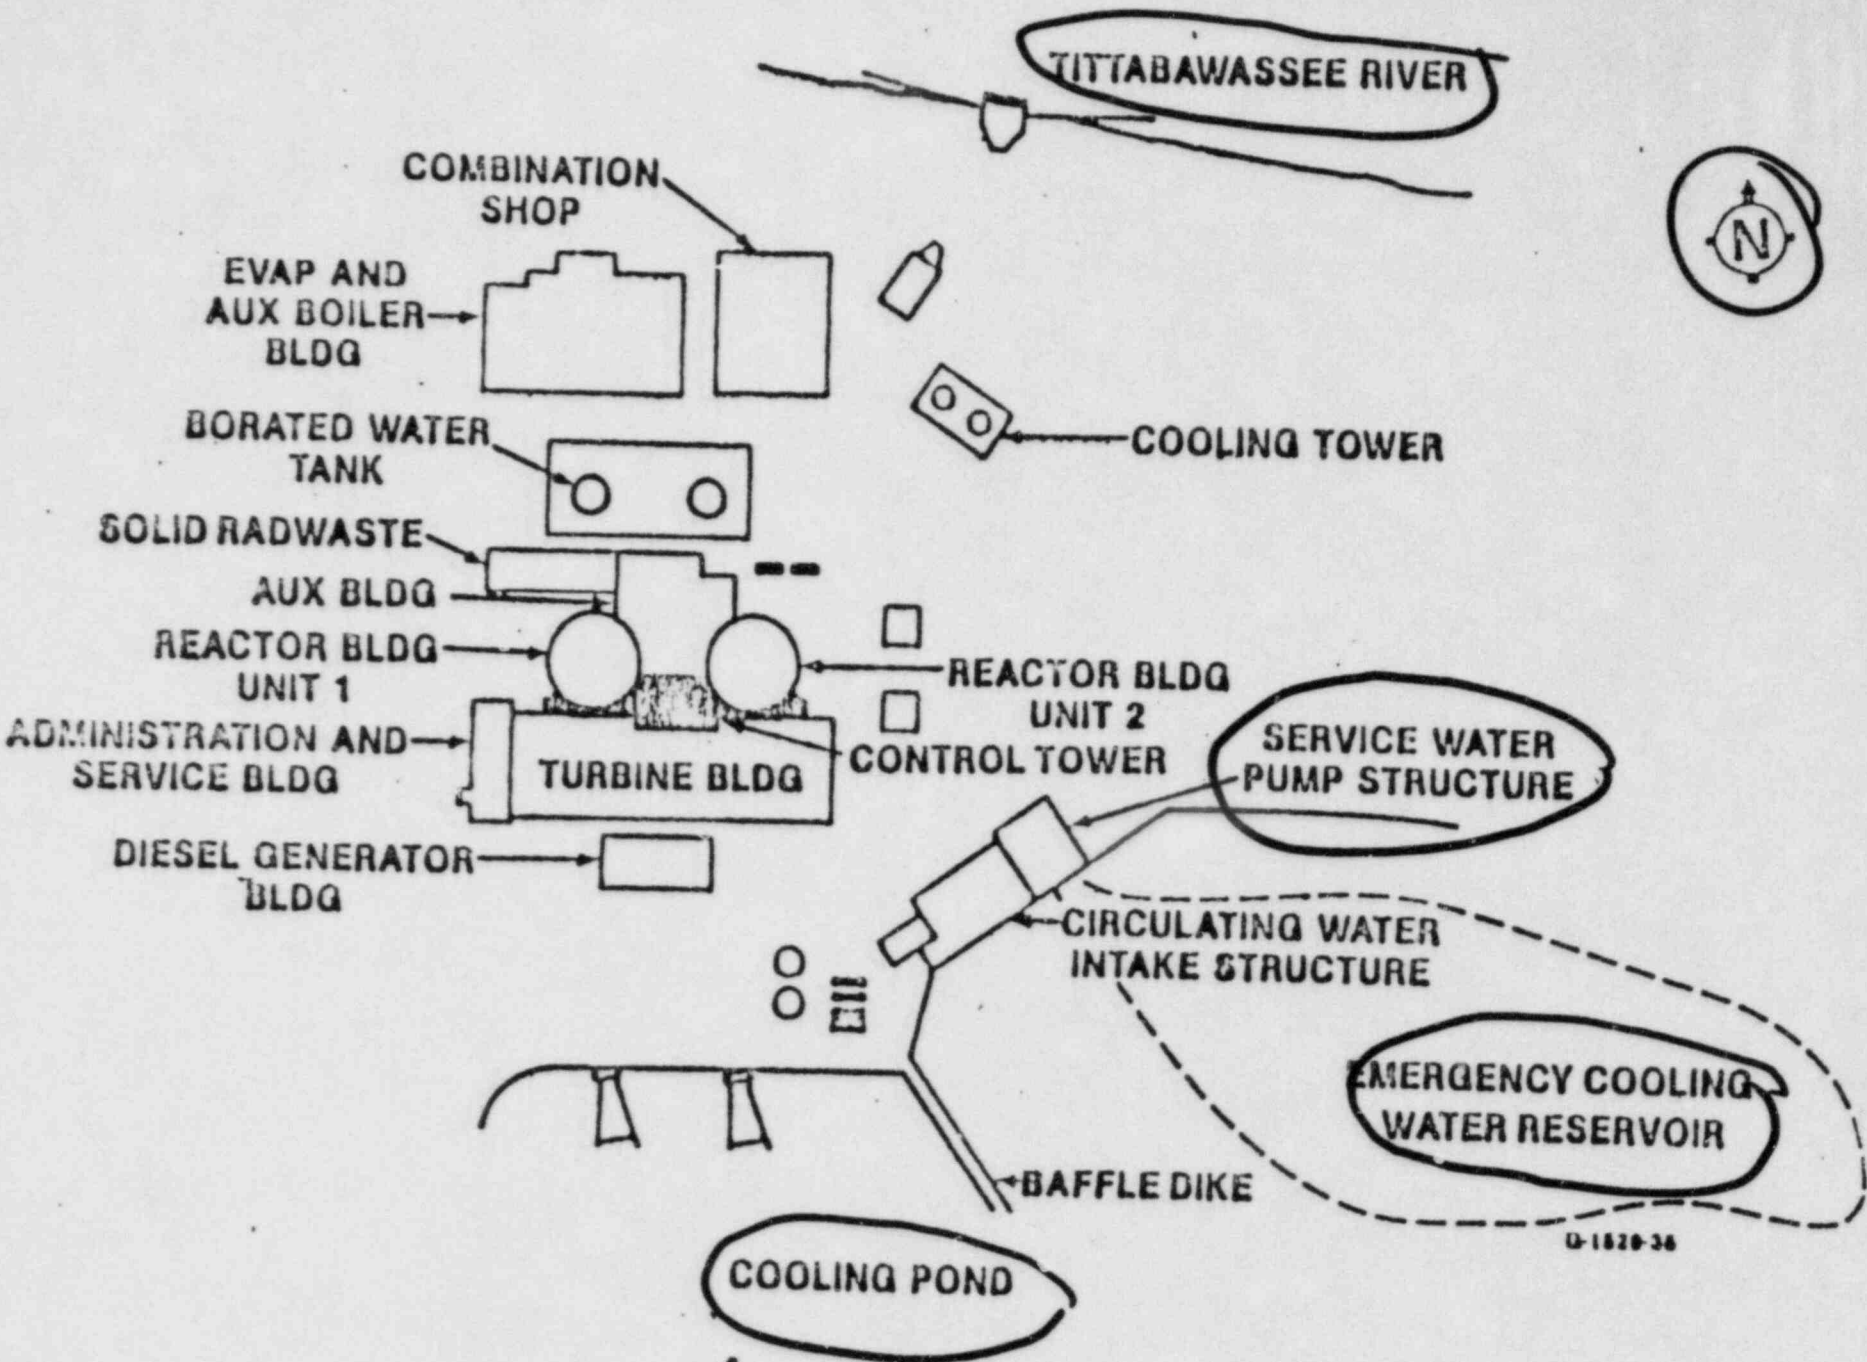 TITTABAWASSEE RIVER
N
COMBINATION
SHOP
EVAP AND
AUX BOILER
BLDG
BORATED WATER
TANK
COOLING TOWER
SOLID RADWASTE
AUX BLDG
REACTOR BLDG
UNIT 1
REACTOR BLDG
UNIT 2
ADMINISTRATION AND
SERVICE BLDG
TURBINE BLDG
CONTROL TOWER
SERVICE WATER
PUMP STRUCTURE
DIESEL GENERATOR
BLDG
CIRCULATING WATER
INTAKE STRUCTURE
EMERGENCY COOLING
WATER RESERVOIR
BAFFLE DIKE
COOLING POND